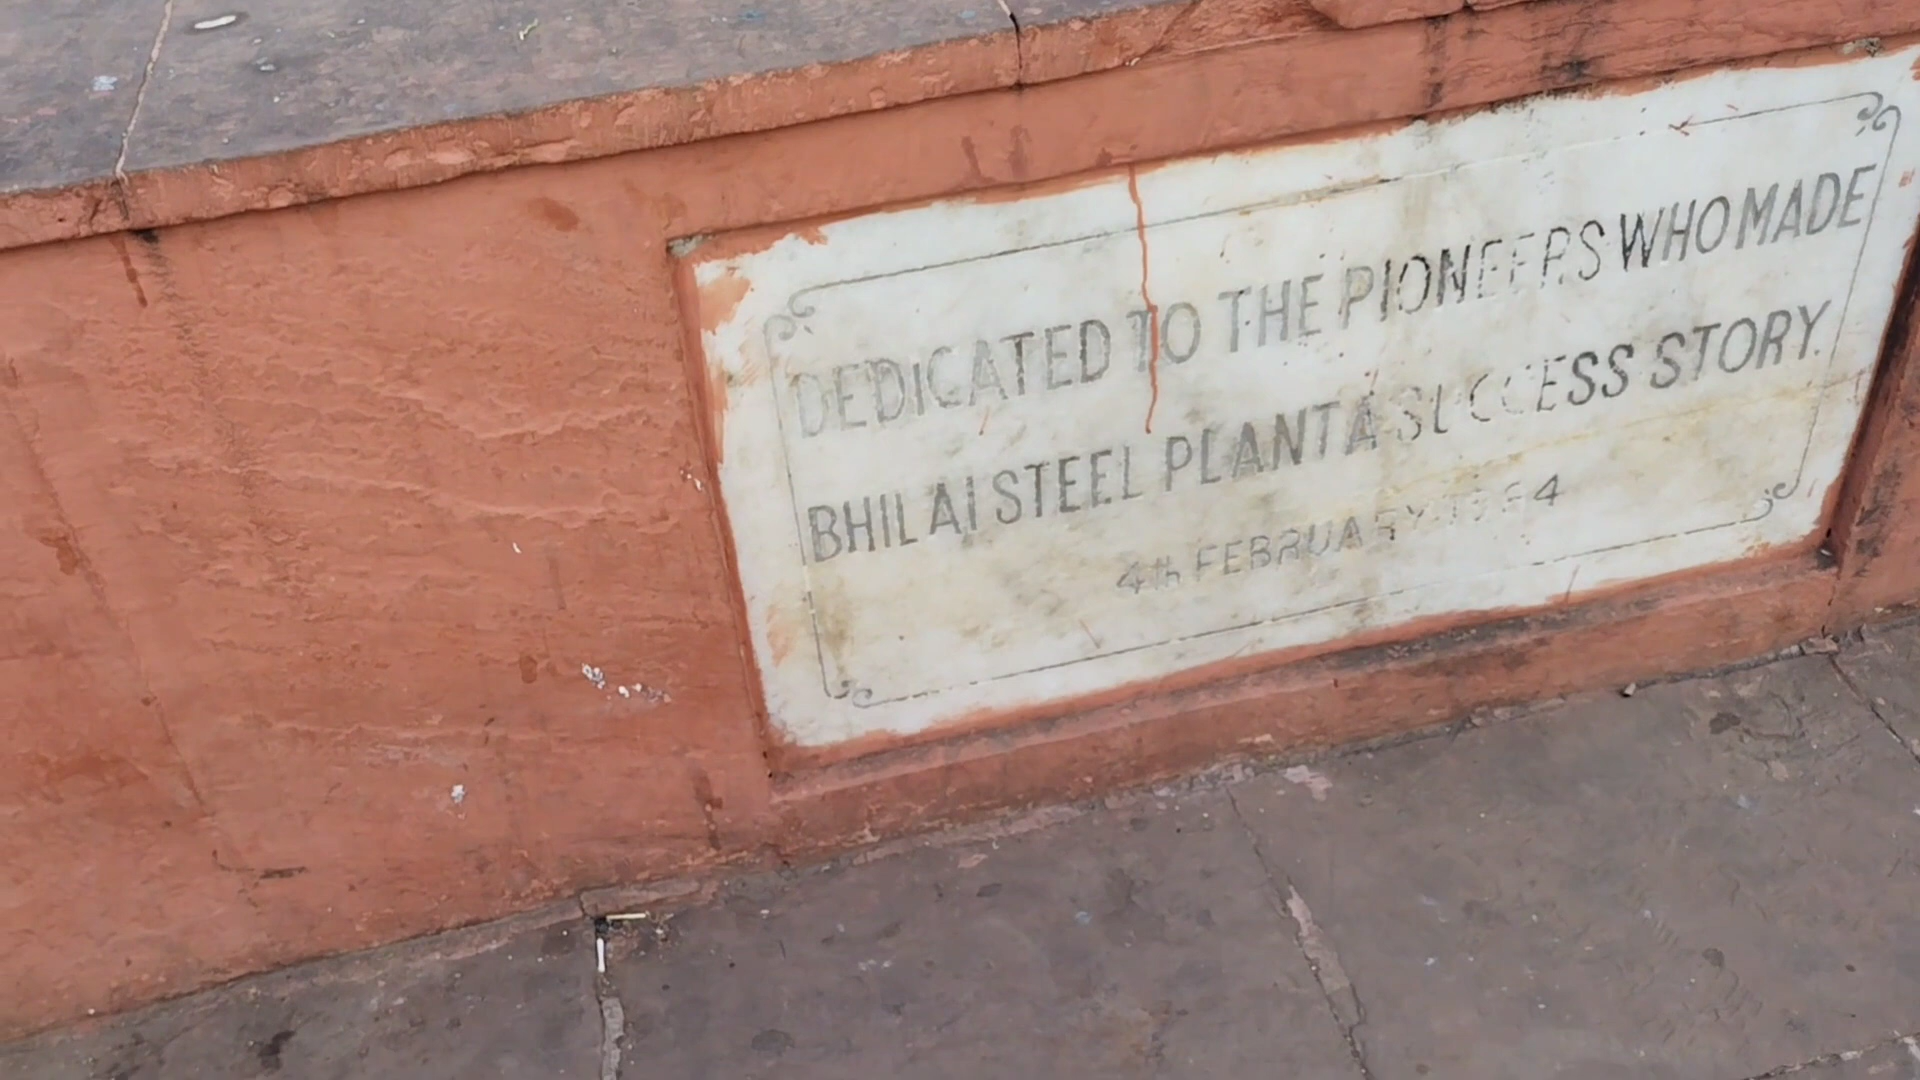 DEDICATED TO THE PIONEERS WHO MADE
BHILAI STEEL PLANT A SUCCESS STORY.
4th FEBRUARY